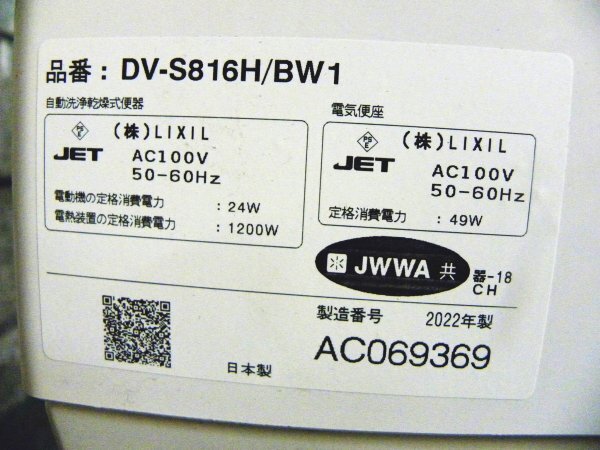 品番：DV-S816H/BW1
自動洗浄乾燥式便器
PS E
(株)LIXIL
JET
AC100V
50-60Hz
電動機の定格消費電力 : 24W
電熱装置の定格消費電力 : 1200W
電気便座
PS E
(株)LIXIL
JET
AC100V
50-60Hz
定格消費電力 : 49W
JWWA 共
器-18
CH
製造番号 2022年製
AC069369
日本製